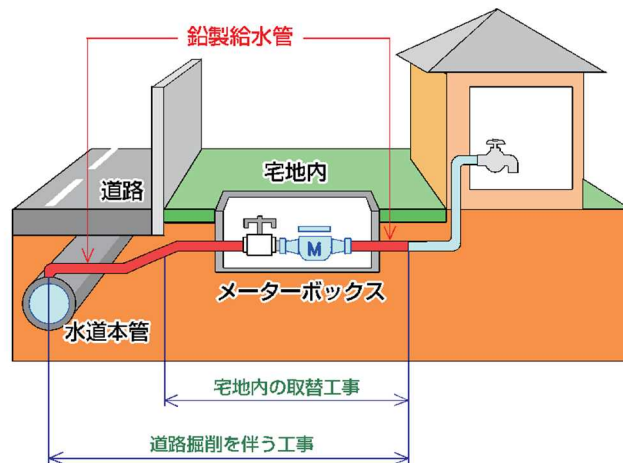 鉛製給水管
道路
宅地内
M
メーターボックス
水道本管
宅地内の取替工事
道路掘削を伴う工事